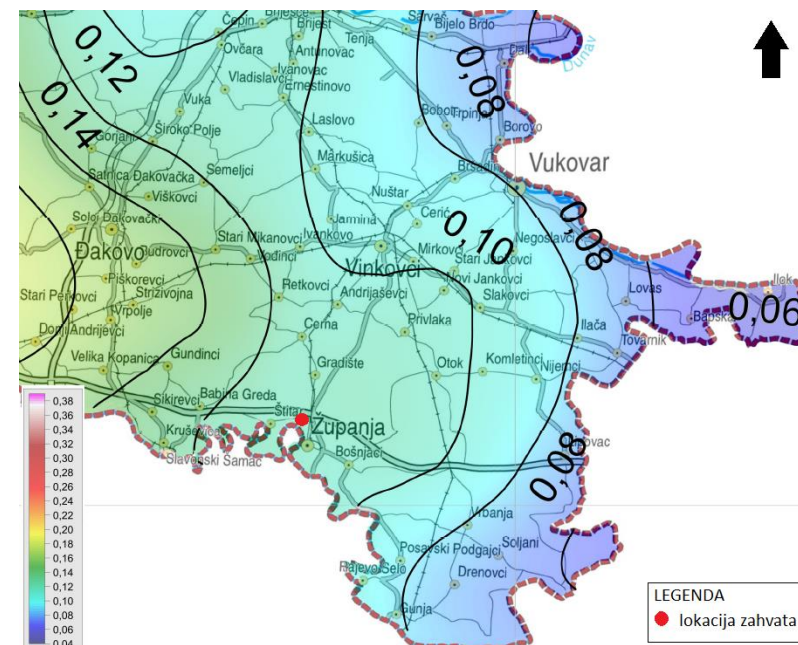 Čepin
Brijest
Sarvaš
Bijelo Brdo
Ovčara
Antunovac
Tenja
Dalj
Dunav
0,12
Vladislavci
Ivanovac
Ernestinovo
0,08
0,14
Vuka
Laslovo
Bobota
Trpinja
Borovo
Gorjani
Široko Polje
Vukovar
Satnica Đakovačka
Semeljci
Markušica
Bršadin
Viškovci
Nuštar
Cerić
0,08
Jarmina
0,10
Negoslavci
Đakovo
Budrovci
Stari Mikanovci
Ivankovo
Vođinci
Vinkovci
Mirkovci
Stari Jankovci
Ilok
Piškorevci
Retkovci
Novi Jankovci
Lovas
Stari Perkovci
Strizivojna
Andrijaševci
Slakovci
Babska
0,06
Vrpolje
Privlaka
Donji Andrijevci
Cerna
Ilača
Tovarnik
Velika Kopanica
Gundinci
Gradište
Otok
Komletinci
Nijemci
Sikirevci
Babina Greda
Štitar
Županja
Kruševica
Slavonski Šamac
Bošnjaci
0,08
Vrbanja
Posavski Podgajci
Soljani
Rajevo Selo
Drenovci
Gunja
0,38
0,36
0,34
0,32
0,30
0,28
0,26
0,24
0,22
0,20
0,18
0,16
0,14
0,12
0,10
0,08
0,06
0,04
LEGENDA
lokacija zahvata